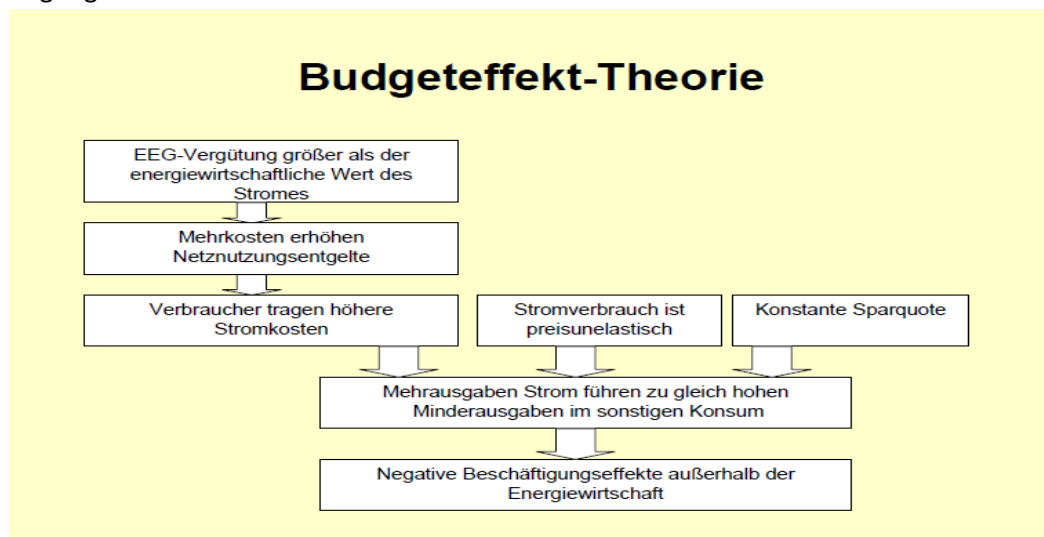 Budgeteffekt-Theorie
EEG-Vergütung größer als der
energiewirtschaftliche Wert des
Stromes
Mehrkosten erhöhen
Netznutzungsentgelte
Verbraucher tragen höhere
Stromkosten
Stromverbrauch ist
preisunelastisch
Konstante Sparquote
Mehrausgaben Strom führen zu gleich hohen
Minderausgaben im sonstigen Konsum
Negative Beschäftigungseffekte außerhalb der
Energiewirtschaft